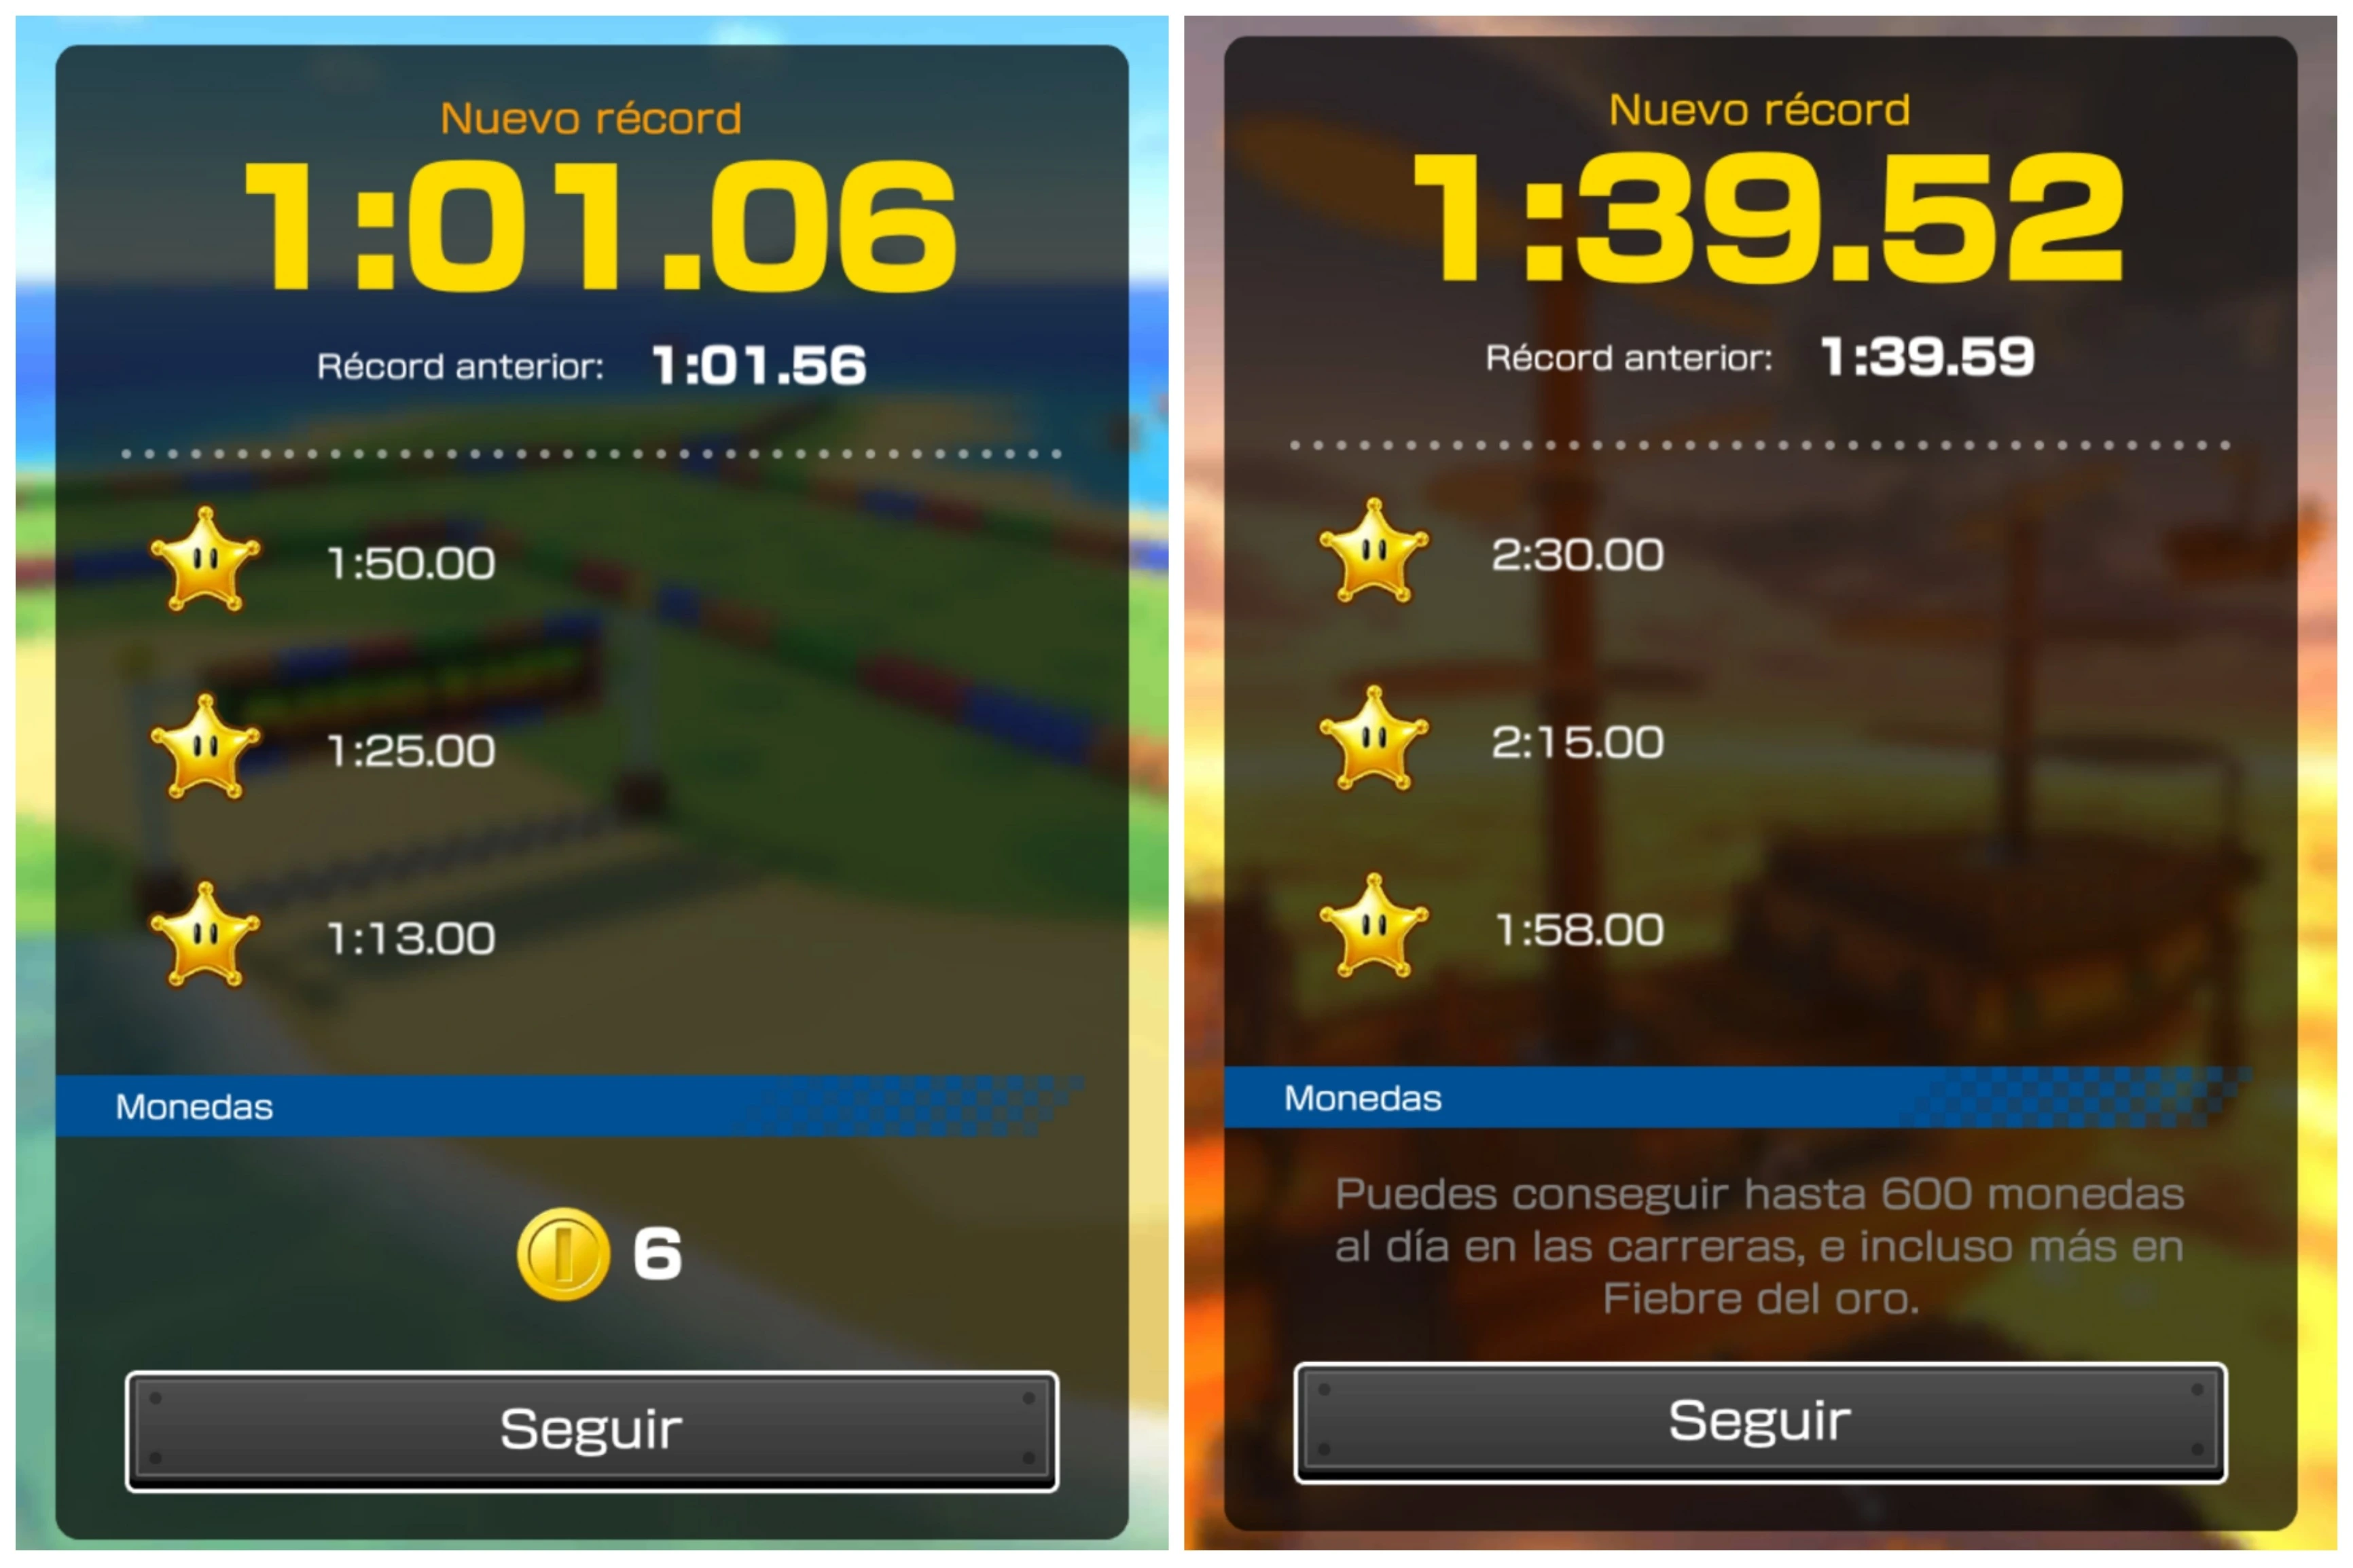 Nuevo récord
1:01.06
Récord anterior: 1:01.56
1:50.00
1:25.00
1:13.00
Monedas
6
Seguir
Nuevo récord
1:39.52
Récord anterior: 1:39.59
2:30.00
2:15.00
1:58.00
Monedas
Puedes conseguir hasta 600 monedas
al día en las carreras, e incluso más en
Fiebre del oro.
Seguir